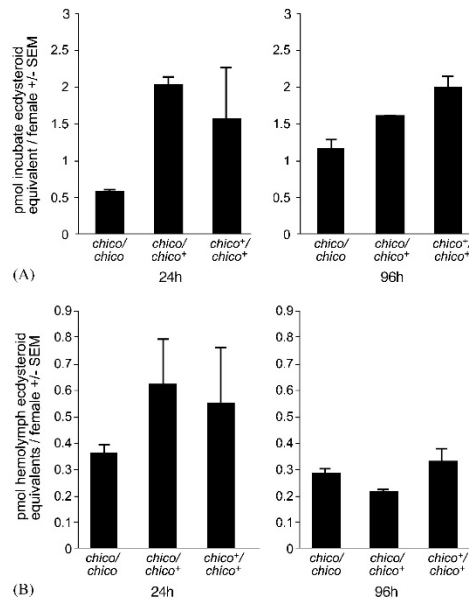 pmol incubate ecdysteroid
equivalent / female +/- SEM
3
2.5
2
1.5
1
0.5
0
chico/
chico
chico/
chico⁺
chico⁺/
chico⁺
24h
3
2.5
2
1.5
1
0.5
0
chico/
chico
chico/
chico⁺
chico⁺/
chico⁺
96h
(A)
pmol hemolymph ecdysteroid
equivalents / female +/- SEM
0.9
0.8
0.7
0.6
0.5
0.4
0.3
0.2
0.1
0
chico/
chico
chico/
chico⁺
chico⁺/
chico⁺
24h
0.9
0.8
0.7
0.6
0.5
0.4
0.3
0.2
0.1
0
chico/
chico
chico/
chico⁺
chico⁺/
chico⁺
96h
(B)